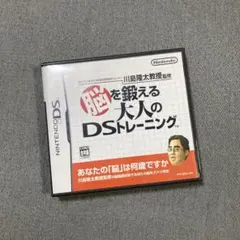 Nintendo
川島隆太教授監修
脳を鍛える
大人の
DSトレーニング
NINTENDO DS
あなたの「脳」は何歳ですか